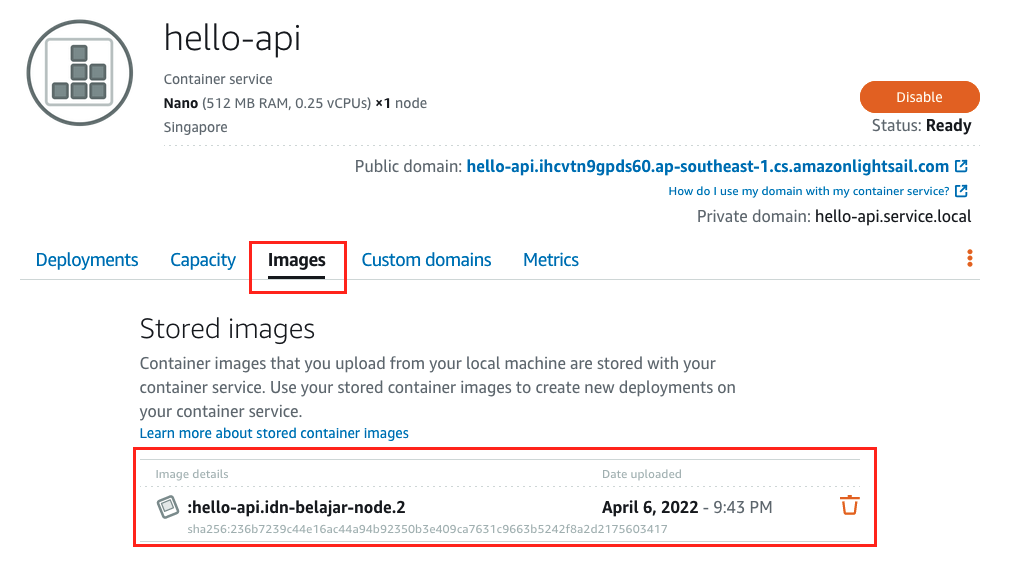 hello-api
Container service
Nano (512 MB RAM, 0.25 vCPUs) ×1 node
Singapore
Disable
Status: Ready
Public domain: hello-api.ihcvtn9gpds60.ap-southeast-1.cs.amazonlightsail.com
How do I use my domain with my container service?
Private domain: hello-api.service.local
Deployments Capacity Images Custom domains Metrics
Stored images
Container images that you upload from your local machine are stored with your
container service. Use your stored container images to create new deployments on
your container service.
Learn more about stored container images
Image details Date uploaded
:hello-api.idn-belajar-node.2 April 6, 2022 - 9:43 PM
sha256:236b7239c44e16ac44a94b92350b3e409ca7631c9663b5242f8a2d2175603417